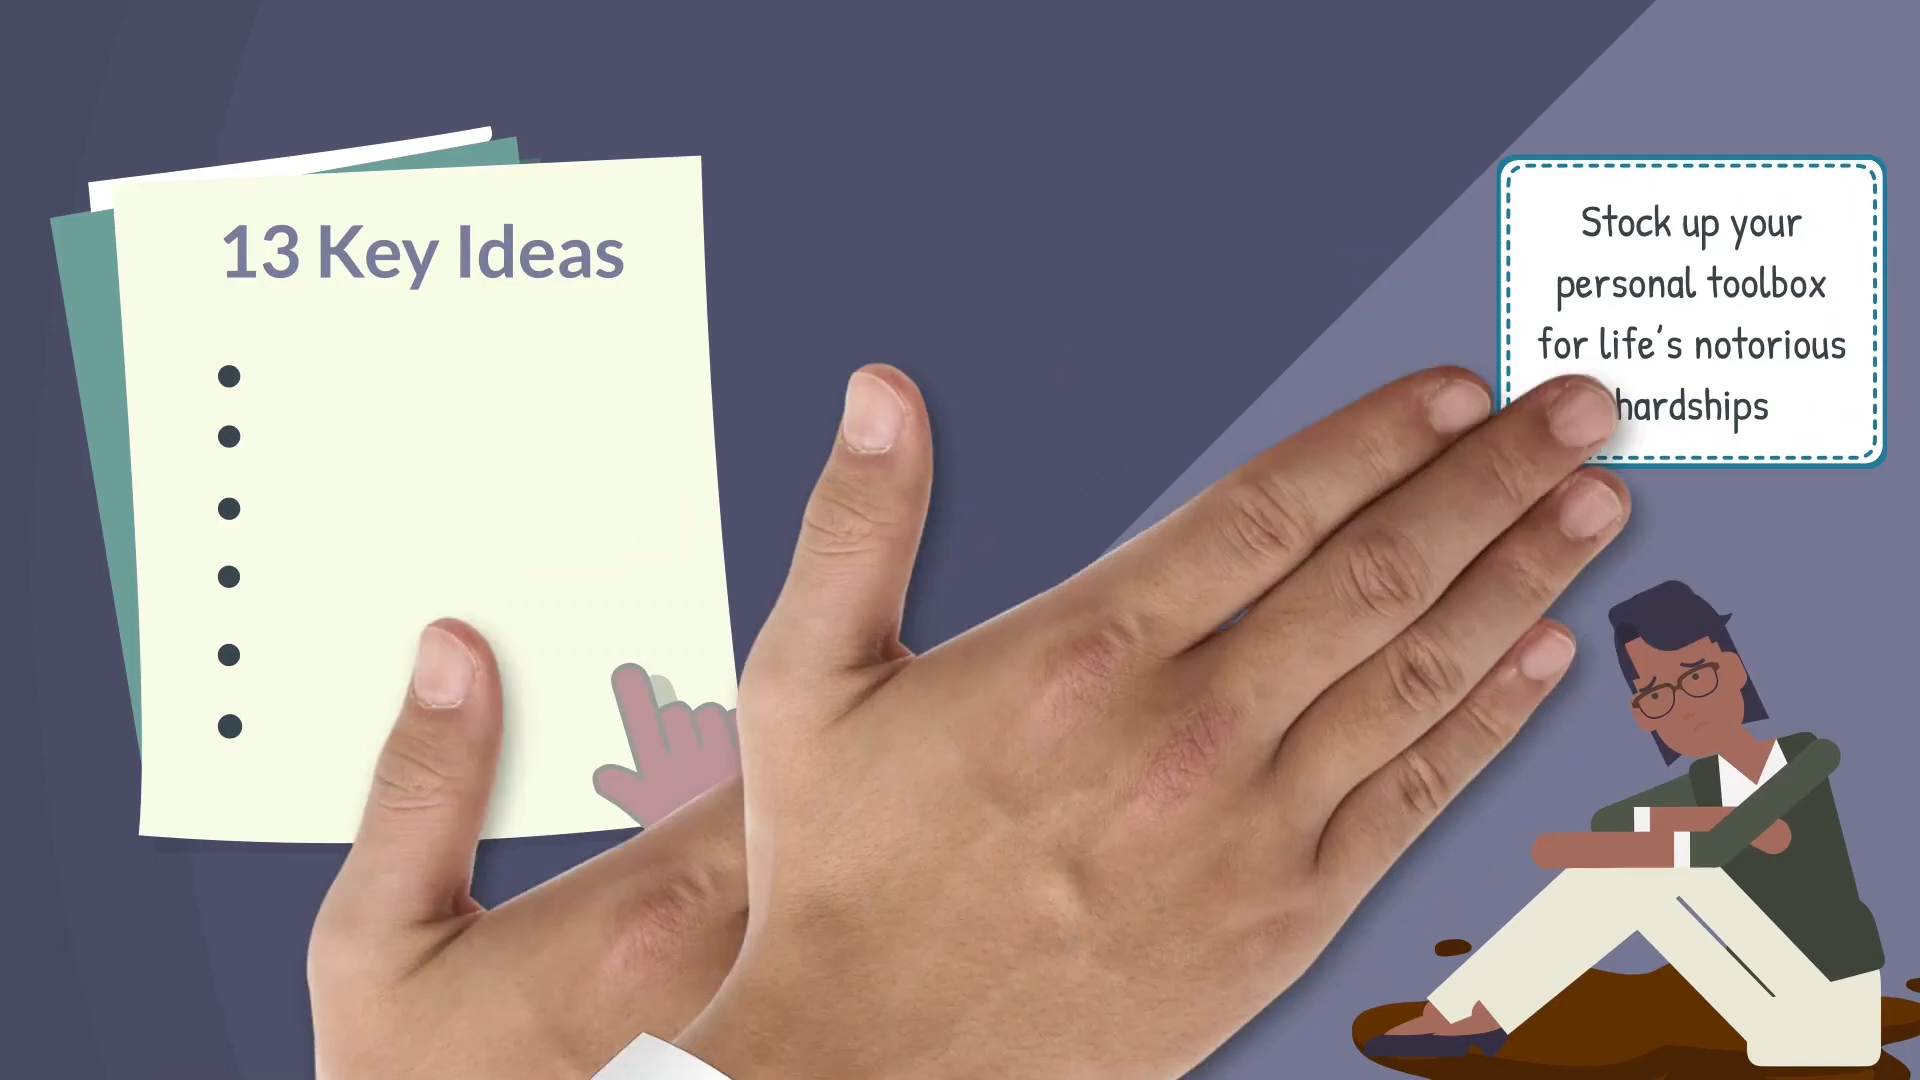 13 Key Ideas
Stock up your
personal toolbox
for life's notorious
hardships